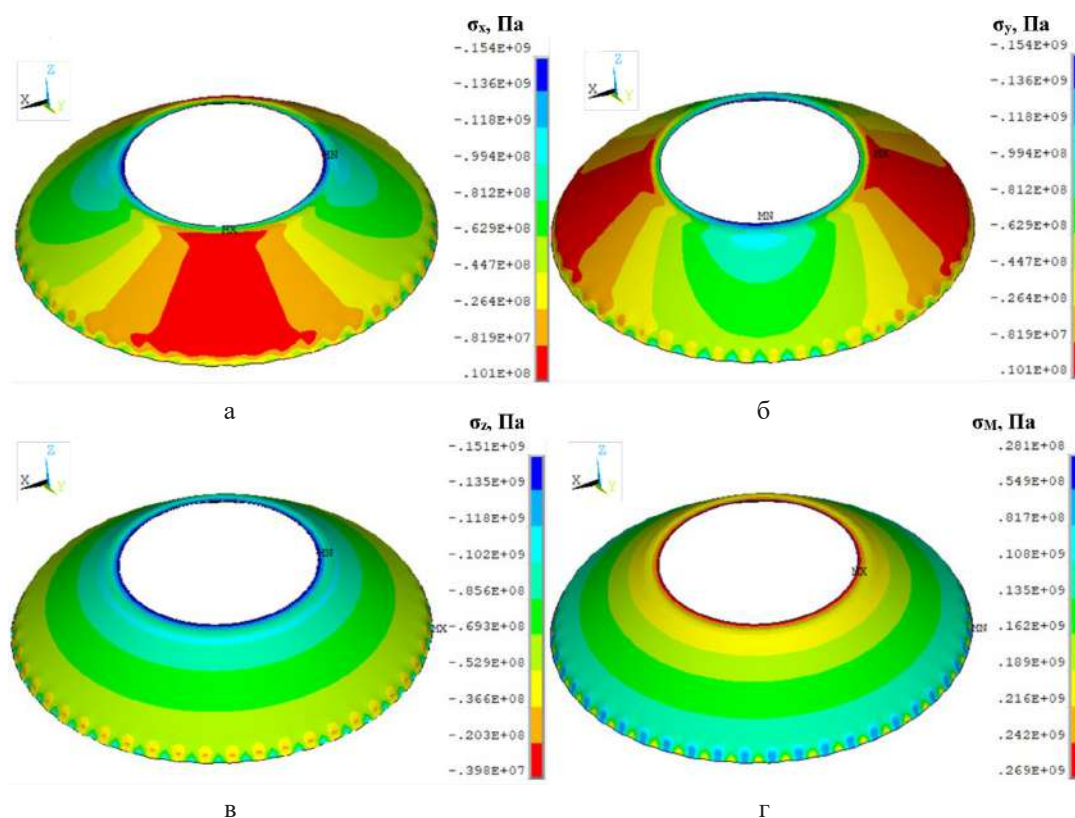 σx, Па
-.154E+09
-.136E+09
-.118E+09
-.994E+08
-.812E+08
-.629E+08
-.447E+08
-.264E+08
-.819E+07
.101E+08
Z
X
Y
MN
MX
а
σy, Па
-.154E+09
-.136E+09
-.118E+09
-.994E+08
-.812E+08
-.629E+08
-.447E+08
-.264E+08
-.819E+07
.101E+08
Z
X
Y
MX
MN
б
σz, Па
-.151E+09
-.135E+09
-.118E+09
-.102E+09
-.856E+08
-.693E+08
-.529E+08
-.366E+08
-.203E+08
-.398E+07
Z
X
Y
MN
MX
в
σM, Па
.281E+08
.549E+08
.817E+08
.108E+09
.135E+09
.162E+09
.189E+09
.216E+09
.242E+09
.269E+09
Z
X
Y
MX
MN
г